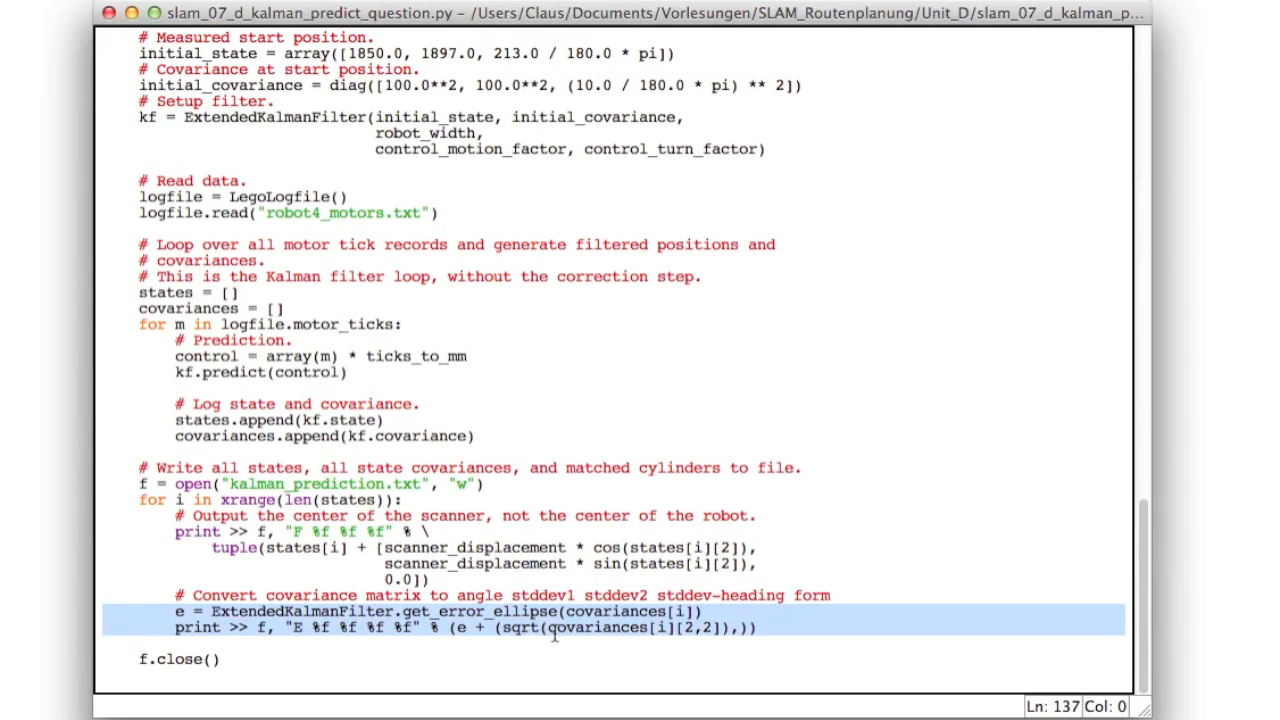 slam_07_d_kalman_predict_question.py – /Users/Claus/Documents/Vorlesungen/SLAM_Routenplanung/Unit_D/slam_07_d_kalman_p...
# Measured start position.
initial_state = array([1850.0, 1897.0, 213.0 / 180.0 * pi])
# Covariance at start position.
initial_covariance = diag([100.0**2, 100.0**2, (10.0 / 180.0 * pi) ** 2])
# Setup filter.
kf = ExtendedKalmanFilter(initial_state, initial_covariance,
robot_width,
control_motion_factor, control_turn_factor)
# Read data.
logfile = LegoLogfile()
logfile.read("robot4_motors.txt")
# Loop over all motor tick records and generate filtered positions and
# covariances.
# This is the Kalman filter loop, without the correction step.
states = []
covariances = []
for m in logfile.motor_ticks:
# Prediction.
control = array(m) * ticks_to_mm
kf.predict(control)
# Log state and covariance.
states.append(kf.state)
covariances.append(kf.covariance)
# Write all states, all state covariances, and matched cylinders to file.
f = open("kalman_prediction.txt", "w")
for i in xrange(len(states)):
# Output the center of the scanner, not the center of the robot.
print >> f, "F %f %f %f" % \
tuple(states[i] + [scanner_displacement * cos(states[i][2]),
scanner_displacement * sin(states[i][2]),
0.0])
# Convert covariance matrix to angle stddev1 stddev2 stddev-heading form
e = ExtendedKalmanFilter.get_error_ellipse(covariances[i])
print >> f, "E %f %f %f %f" % (e + (sqrt(covariances[i][2,2]),))
f.close()
Ln: 137 Col: 0